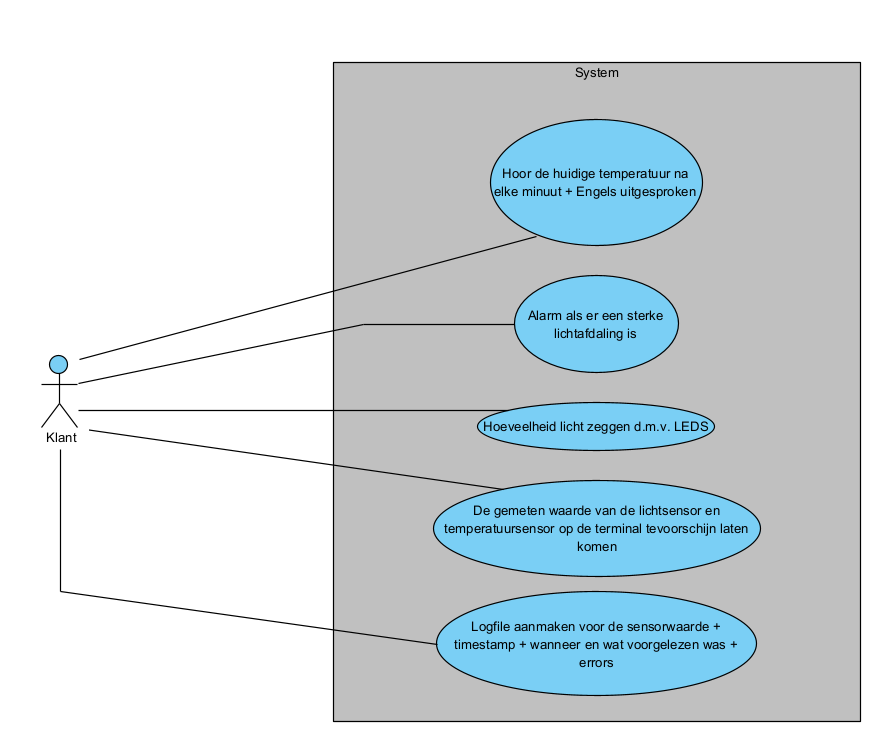 System
Hoor de huidige temperatuur na
elke minuut + Engels uitgesproken
Alarm als er een sterke
lichtafdaling is
Klant
Hoeveelheid licht zeggen d.m.v. LEDS
De gemeten waarde van de lichtsensor en
temperatuursensor op de terminal tevoorschijn laten
komen
Logfile aanmaken voor de sensorwaarde +
timestamp + wanneer en wat voorgelezen was +
errors